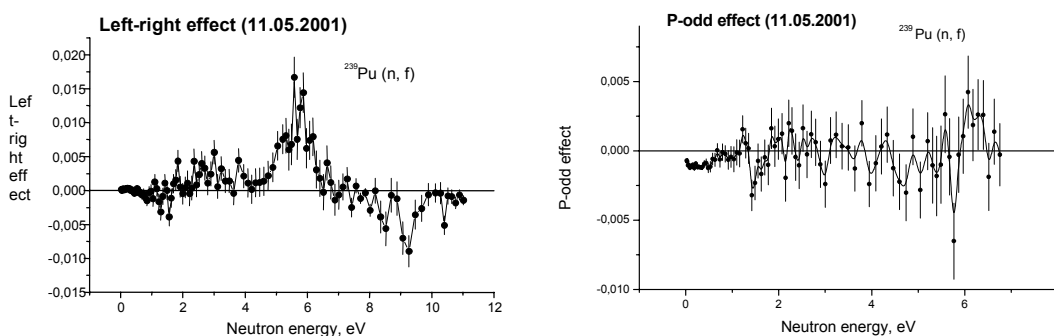 Left-right effect (11.05.2001)
²³⁹Pu (n, f)
0,020
0,015
0,010
0,005
0,000
-0,005
-0,010
-0,015
Lef
t-
rig
ht eff
ect
0
2
4
6
8
10
12
Neutron energy, eV
P-odd effect (11.05.2001)
²³⁹Pu (n, f)
0,005
0,000
-0,005
-0,010
P-odd effect
0
2
4
6
Neutron energy, eV